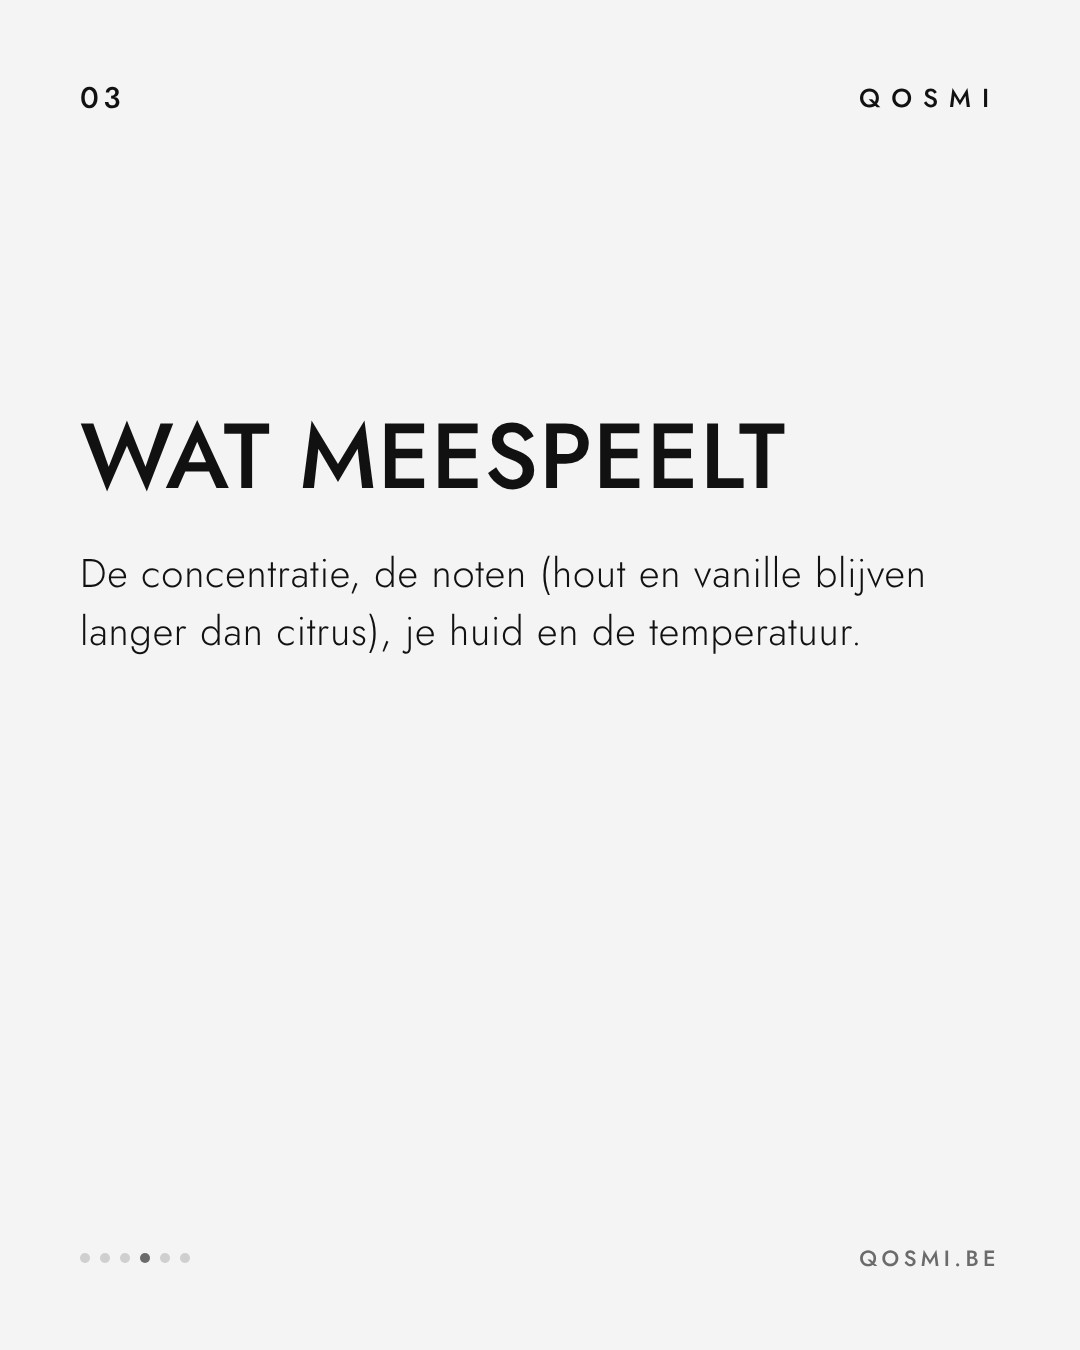 03
QOSMI
WAT MEESPEELT
De concentratie, de noten (hout en vanille blijven
langer dan citrus), je huid en de temperatuur.
QOSMI.BE